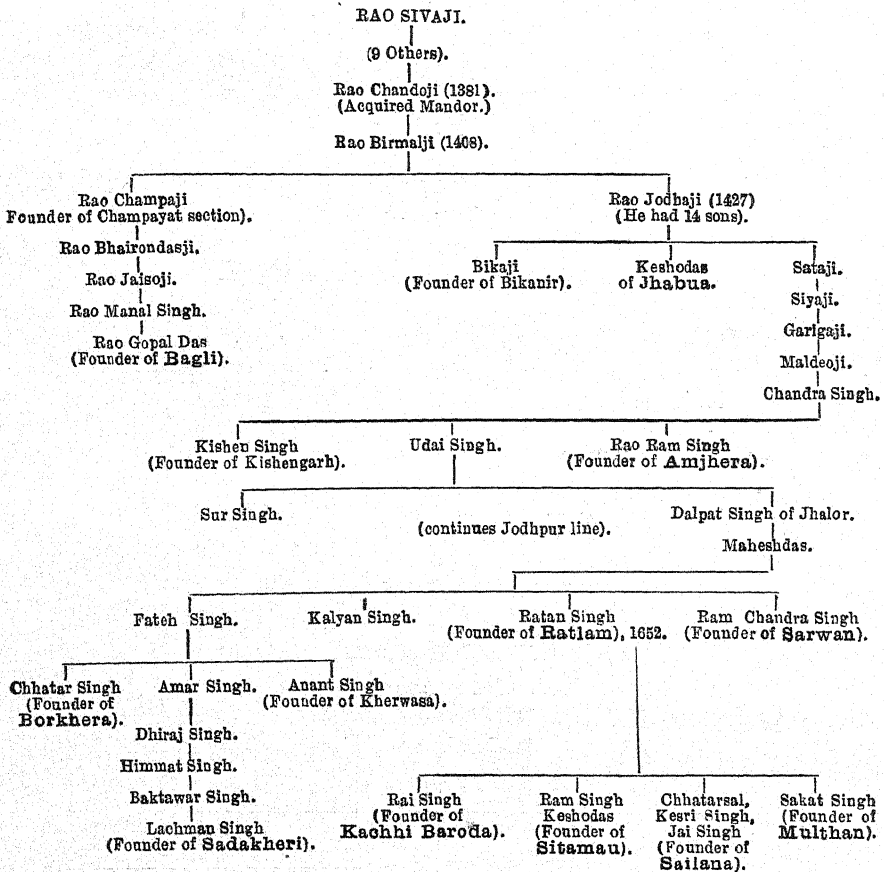 RAO SIVAJI.
(9 Others).
Rao Chandoji (1381).
(Acquired Mandor.)
Rao Birmalji (1408).
Rao Champaji
Founder of Champayat section).
Rao Jodhaji (1427)
(He had 14 sons).
Rao Bhairondasji.
Rao Jaisoji.
Rao Manal Singh.
Rao Gopal Das
(Founder of Bagli).
Bikaji
(Founder of Bikanir).
Keshodas
of Jhabua.
Sataji.
Siyaji.
Garigaji.
Maldeoji.
Chandra Singh.
Kishen Singh
(Founder of Kishengarh).
Udai Singh.
Rao Ram Singh
(Founder of Amjhera).
Sur Singh.
(continues Jodhpur line).
Dalpat Singh of Jhalor.
Maheshdas.
Fateh Singh.
Kalyan Singh.
Ratan Singh
(Founder of Ratlam), 1652.
Ram Chandra Singh
(Founder of Sarwan).
Chhatar Singh
(Founder of
Borkhera).
Amar Singh.
Anant Singh
(Founder of Kherwasa).
Dhiraj Singh.
Himmat Singh.
Baktawar Singh.
Lachman Singh
(Founder of Sadakheri).
Rai Singh
(Founder of
Kachhi Baroda).
Ram Singh
Keshodas
(Founder of
Sitamau).
Chhatarsal,
Kesri Singh,
Jai Singh
(Founder of
Sailana).
Sakat Singh
(Founder of
Multhan).